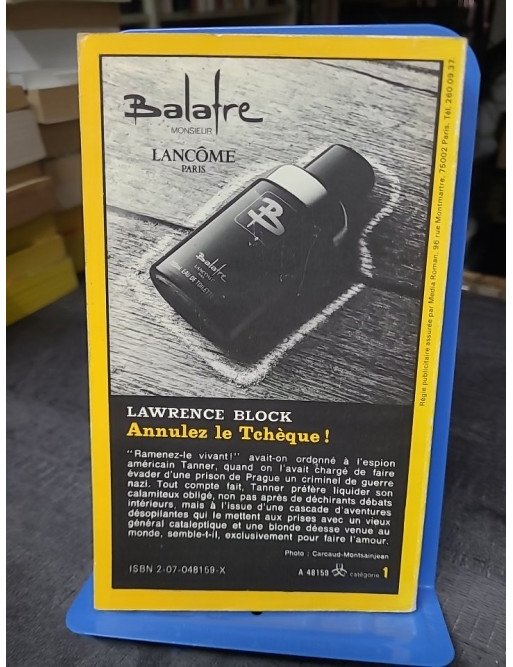 Balafre
MONSIEUR
LANCÔME
PARIS
Balafre
LANCÔME
PARIS
EAU DE TOILETTE
LAWRENCE BLOCK
Annulez le Tchèque !
"Ramenez-le vivant!" avait-on ordonné à l'espion
américain Tanner, quand on l'avait chargé de faire
évader d'une prison de Prague un criminel de guerre
nazi. Tout compte fait, Tanner préfère liquider son
calamiteux obligé, non pas après de déchirants débats
intérieurs, mais à l'issue d'une cascade d'aventures
désopilantes qui le mettent aux prises avec un vieux
général cataleptique et une blonde déesse venue au
monde, semble-t-il, exclusivement pour faire l'amour.
Photo : Carcaud-Montsainjean
ISBN 2-07-048159-X
A 48159 catégorie 1
Régie publicitaire assurée par Média Roman: 96 rue Montmartre, 75002 Paris. Tél. 260.09.37